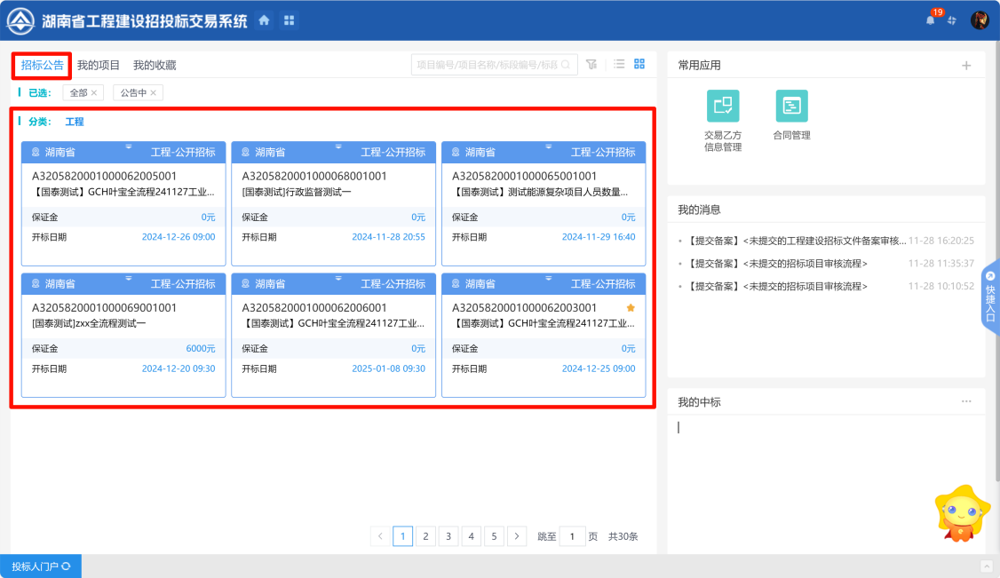 湖南省工程建设招投标交易系统
19
招标公告 我的项目 我的收藏
项目编号/项目名称/标段编号/标段
已选： 全部 × 公告中 ×
分类： 工程
湖南省 工程-公开招标
A3205820001000062005001
【国泰测试】GCH叶宝全流程241127工业...
保证金 0元
开标日期 2024-12-26 09:00
湖南省 工程-公开招标
A3205820001000068001001
[国泰测试]行政监督测试一
保证金 0元
开标日期 2024-11-28 20:55
湖南省 工程-公开招标
A3205820001000065001001
【国泰测试】测试能源复杂项目人员数量...
保证金 0元
开标日期 2024-11-29 16:40
湖南省 工程-公开招标
A3205820001000069001001
[国泰测试]zxx全流程测试一
保证金 6000元
开标日期 2024-12-20 09:30
湖南省 工程-公开招标
A3205820001000062006001
【国泰测试】GCH叶宝全流程241127工业...
保证金 0元
开标日期 2025-01-08 09:30
湖南省 工程-公开招标
A3205820001000062003001
【国泰测试】GCH叶宝全流程241127工业...
保证金 0元
开标日期 2024-12-25 09:00
< 1 2 3 4 5 > 跳至 1 页 共30条
常用应用 +
交易乙方
信息管理
合同管理
我的消息
• 【提交备案】<未提交的工程建设招标文件备案审核... 11-28 16:20:25
• 【提交备案】<未提交的招标项目审核流程> 11-28 11:35:37
• 【提交备案】<未提交的招标项目审核流程> 11-28 10:10:52
我的中标 ...
快捷入口
投标人门户